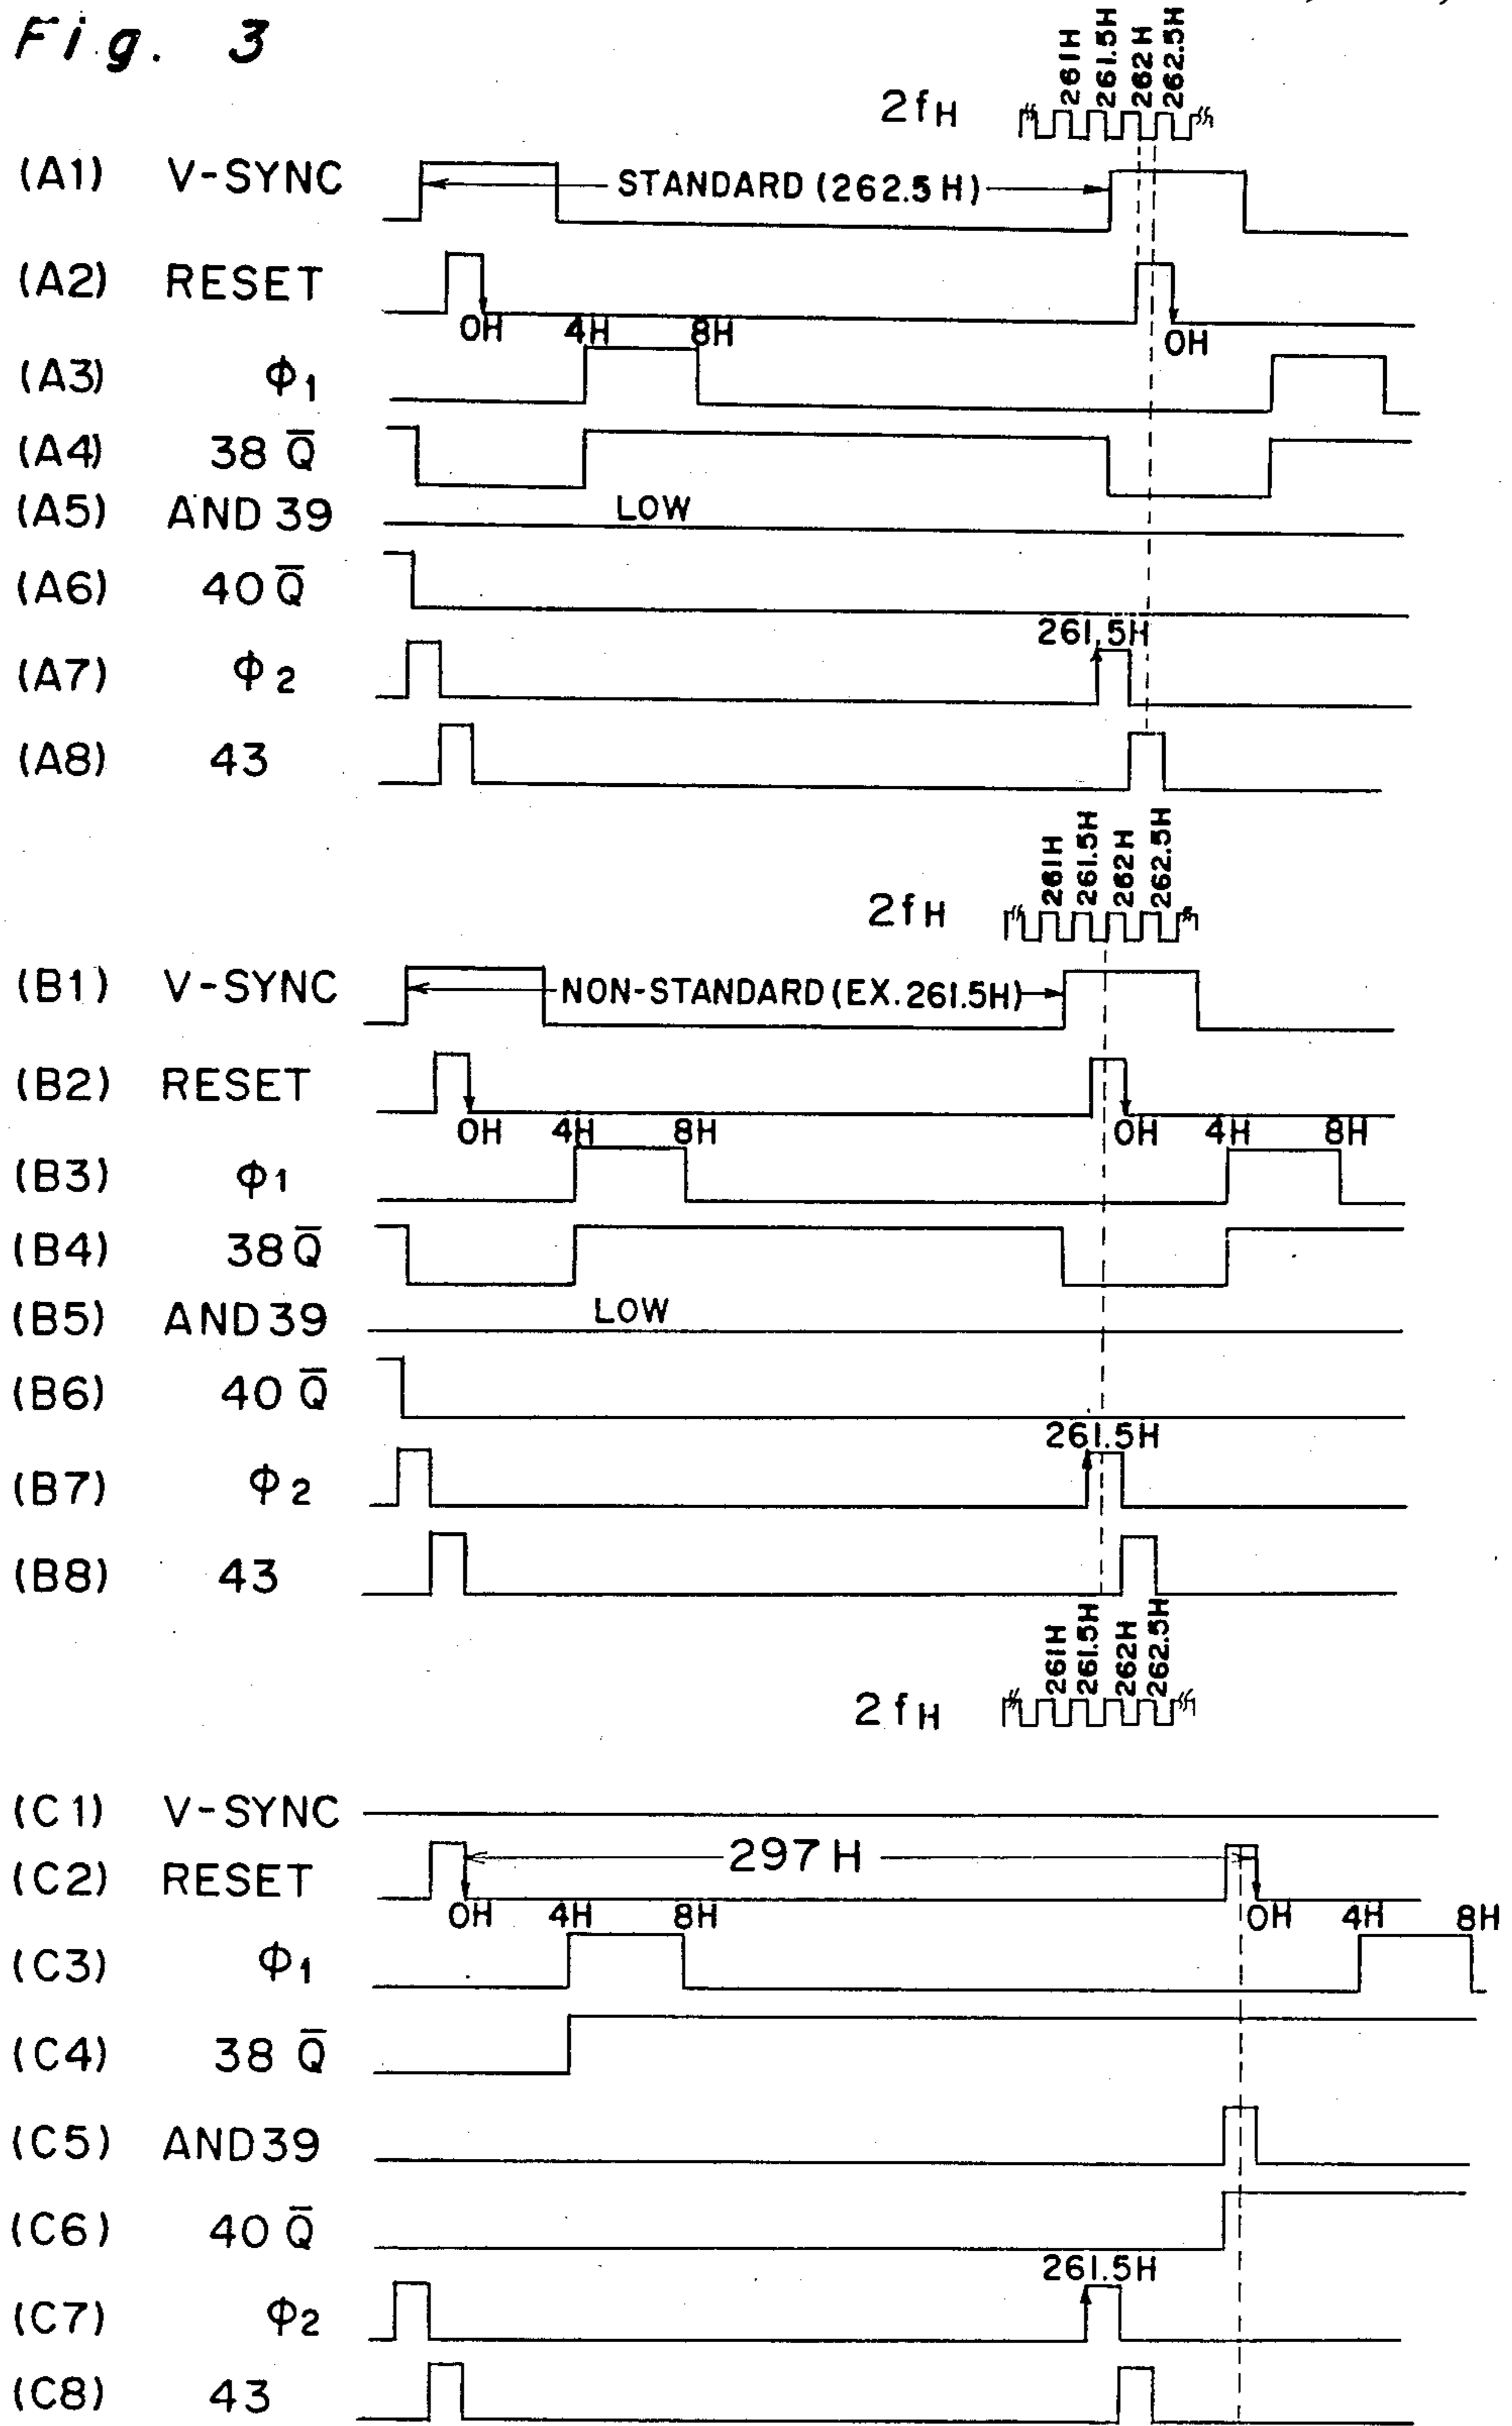 Fig. 3
2fH 261H 261.5H 262H 262.5H
(A1) V-SYNC STANDARD (262.5H)
(A2) RESET
0H 4H 8H 0H
(A3) Φ1
(A4) 38 Q̅
(A5) AND 39 LOW
(A6) 40 Q̅
261.5H
(A7) Φ2
(A8) 43
2fH 261H 261.5H 262H 262.5H
(B1) V-SYNC NON-STANDARD (EX. 261.5H)
(B2) RESET
0H 4H 8H 0H 4H 8H
(B3) Φ1
(B4) 38 Q̅
(B5) AND 39 LOW
(B6) 40 Q̅
261.5H
(B7) Φ2
(B8) 43
2fH 261H 261.5H 262H 262.5H
(C1) V-SYNC
(C2) RESET 297H
0H 4H 8H 0H 4H 8H
(C3) Φ1
(C4) 38 Q̅
(C5) AND 39
(C6) 40 Q̅
261.5H
(C7) Φ2
(C8) 43